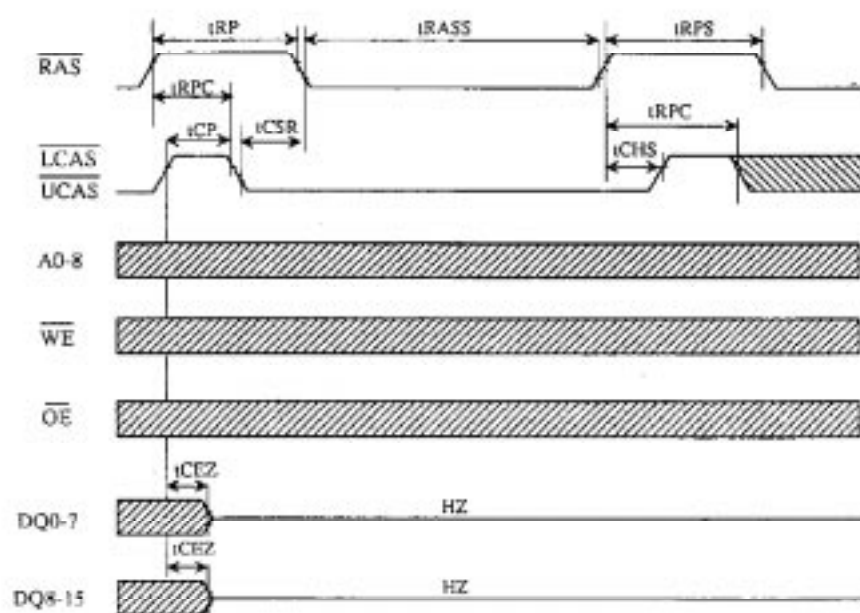 tRP tRASS tRPS
RAS
tRPC tRPC
tCP tCSR tCHS
LCAS
UCAS
A0-8
WE
OE
tCEZ
DQ0-7 HZ
tCEZ
DQ8-15 HZ